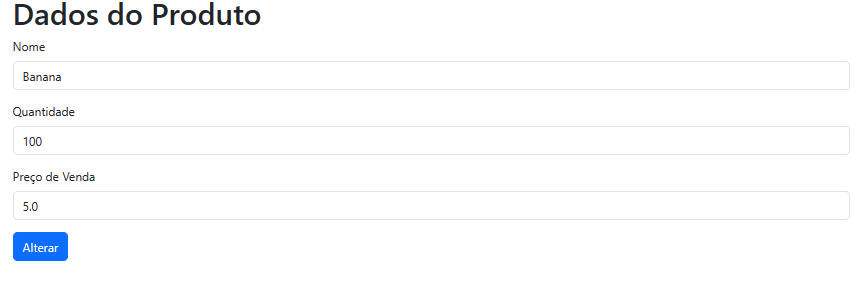 Dados do Produto
Nome
Banana
Quantidade
100
Preço de Venda
5.0
Alterar